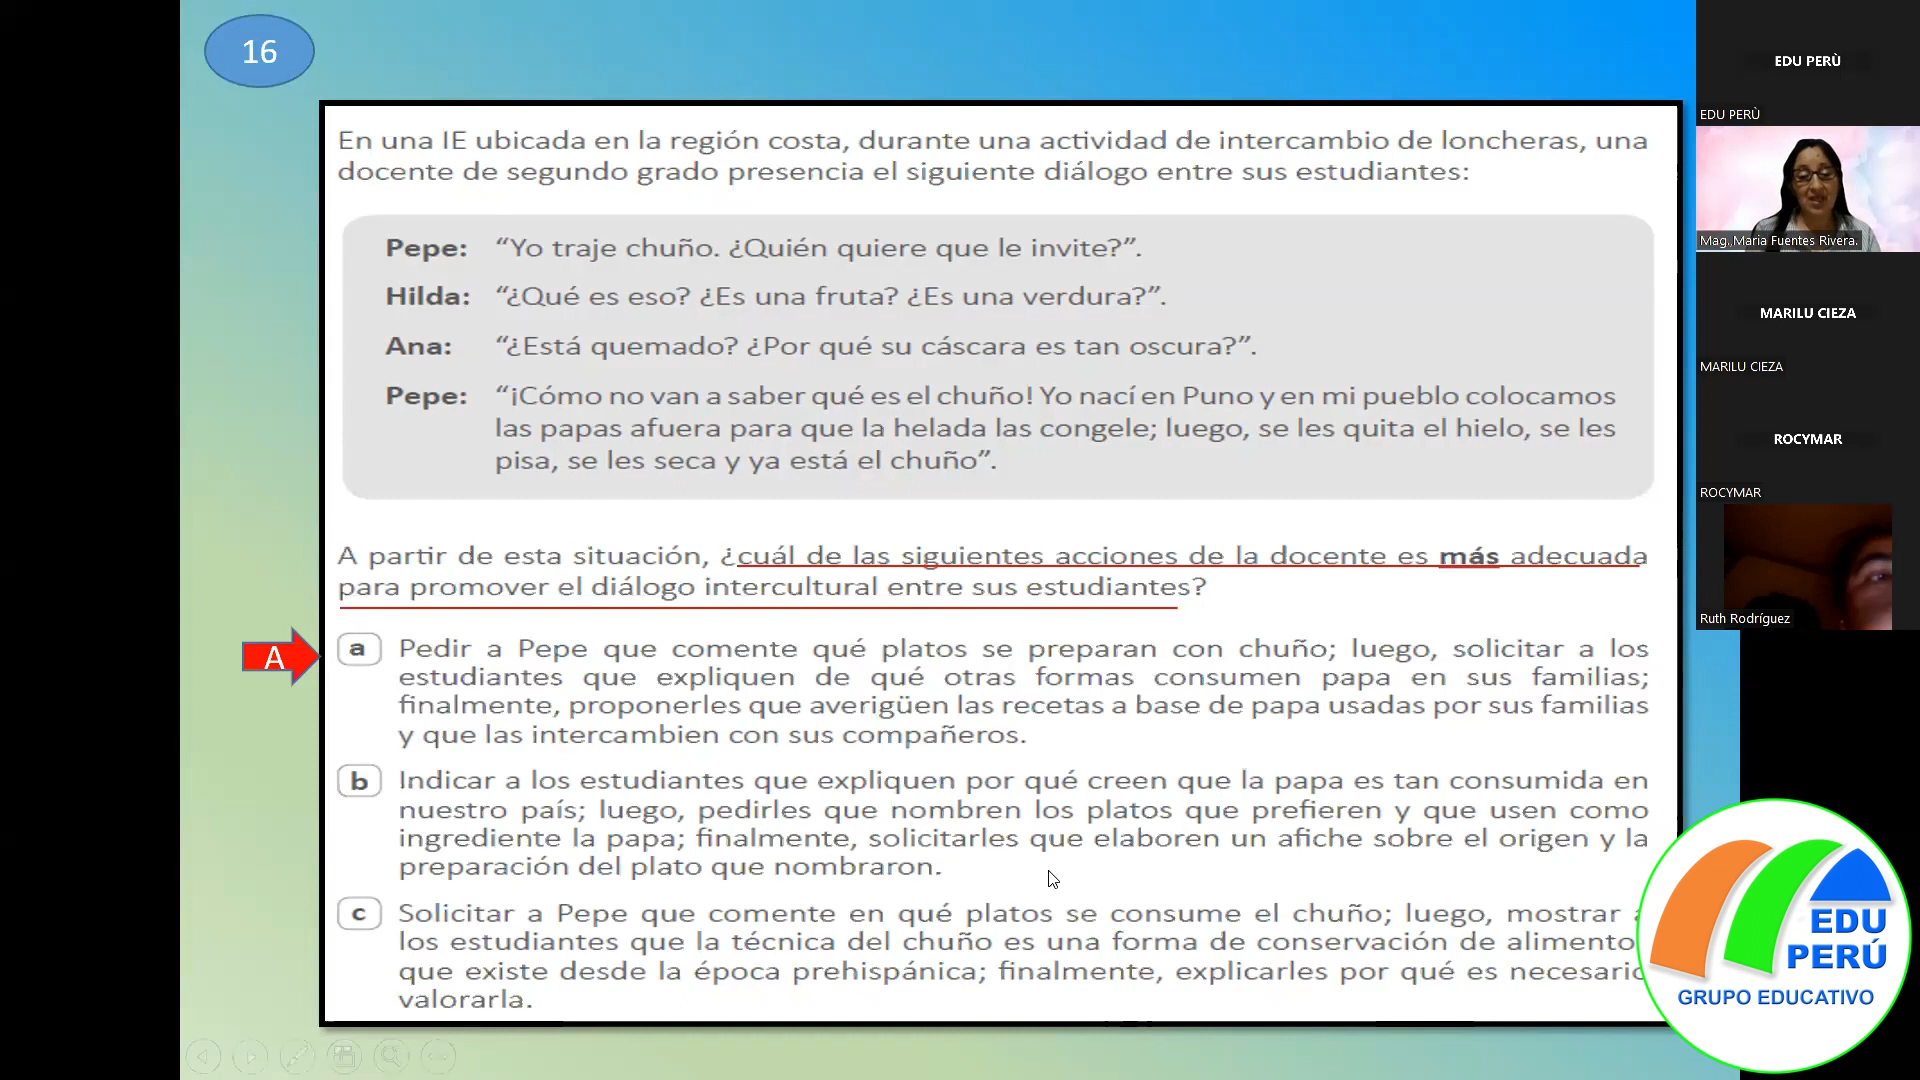 16
En una IE ubicada en la región costa, durante una actividad de intercambio de loncheras, una
docente de segundo grado presencia el siguiente diálogo entre sus estudiantes:
Pepe: “Yo traje chuño. ¿Quién quiere que le invite?”.
Hilda: “¿Qué es eso? ¿Es una fruta? ¿Es una verdura?”.
Ana: “¿Está quemado? ¿Por qué su cáscara es tan oscura?”.
Pepe: “¡Cómo no van a saber qué es el chuño! Yo nací en Puno y en mi pueblo colocamos
las papas afuera para que la helada las congele; luego, se les quita el hielo, se les
pisa, se les seca y ya está el chuño”.
A partir de esta situación, ¿cuál de las siguientes acciones de la docente es más adecuada
para promover el diálogo intercultural entre sus estudiantes?
A
a Pedir a Pepe que comente qué platos se preparan con chuño; luego, solicitar a los
estudiantes que expliquen de qué otras formas consumen papa en sus familias;
finalmente, proponerles que averigüen las recetas a base de papa usadas por sus familias
y que las intercambien con sus compañeros.
b Indicar a los estudiantes que expliquen por qué creen que la papa es tan consumida en
nuestro país; luego, pedirles que nombren los platos que prefieren y que usen como
ingrediente la papa; finalmente, solicitarles que elaboren un afiche sobre el origen y la
preparación del plato que nombraron.
c Solicitar a Pepe que comente en qué platos se consume el chuño; luego, mostrar
los estudiantes que la técnica del chuño es una forma de conservación de alimento
que existe desde la época prehispánica; finalmente, explicarles por qué es necesario
valorarla.
EDU PERÙ
EDU PERÙ
Mag,.Maria Fuentes Rivera.
MARILU CIEZA
MARILU CIEZA
ROCYMAR
ROCYMAR
Ruth Rodríguez
EDU
PERÚ
GRUPO EDUCATIVO